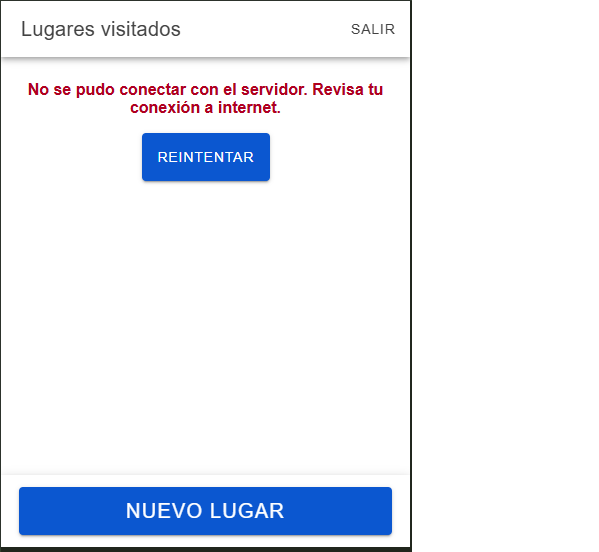 Lugares visitados
SALIR
No se pudo conectar con el servidor. Revisa tu
conexión a internet.
REINTENTAR
NUEVO LUGAR